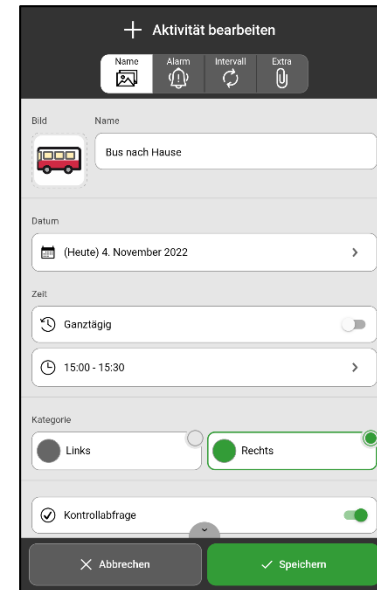 Aktivität bearbeiten
Name Alarm Intervall Extra
Bild Name
Bus nach Hause
Datum
(Heute) 4. November 2022
Zeit
Ganztägig
15:00 - 15:30
Kategorie
Links Rechts
Kontrollabfrage
Abbrechen Speichern